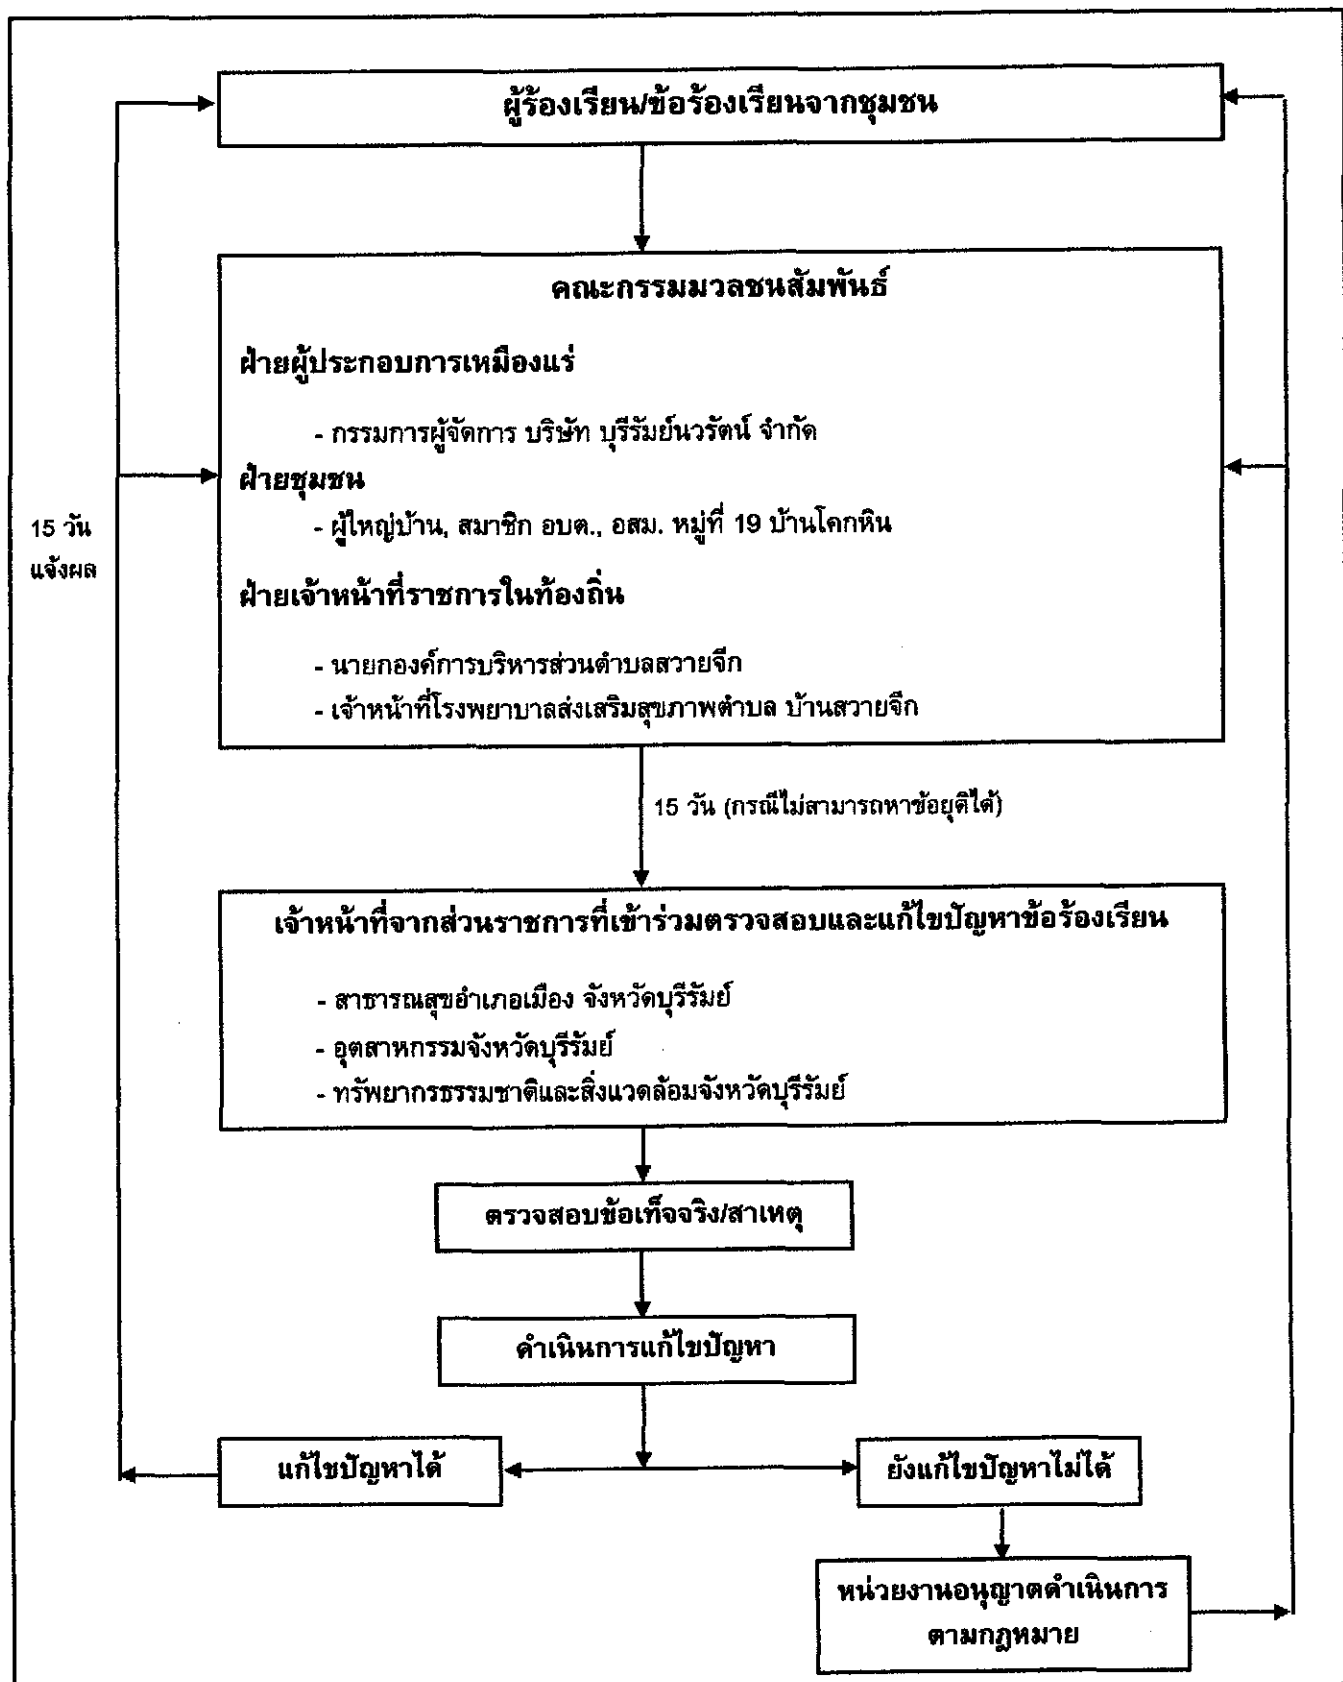 ผู้ร้องเรียน/ข้อร้องเรียนจากชุมชน
คณะกรรมมวลชนสัมพันธ์
ฝ่ายผู้ประกอบการเหมืองแร่
- กรรมการผู้จัดการ บริษัท บุรีรัมย์นวรัตน์ จำกัด
ฝ่ายชุมชน
- ผู้ใหญ่บ้าน, สมาชิก อบต., อสม. หมู่ที่ 19 บ้านโคกหิน
ฝ่ายเจ้าหน้าที่ราชการในท้องถิ่น
- นายกองค์การบริหารส่วนตำบลสวายจีก
- เจ้าหน้าที่โรงพยาบาลส่งเสริมสุขภาพตำบล บ้านสวายจีก
15 วัน
แจ้งผล
15 วัน (กรณีไม่สามารถหาข้อยุติได้)
เจ้าหน้าที่จากส่วนราชการที่เข้าร่วมตรวจสอบและแก้ไขปัญหาข้อร้องเรียน
- สาธารณสุขอำเภอเมือง จังหวัดบุรีรัมย์
- อุตสาหกรรมจังหวัดบุรีรัมย์
- ทรัพยากรธรรมชาติและสิ่งแวดล้อมจังหวัดบุรีรัมย์
ตรวจสอบข้อเท็จจริง/สาเหตุ
ดำเนินการแก้ไขปัญหา
แก้ไขปัญหาได้
ยังแก้ไขปัญหาไม่ได้
หน่วยงานอนุญาตดำเนินการ
ตามกฎหมาย